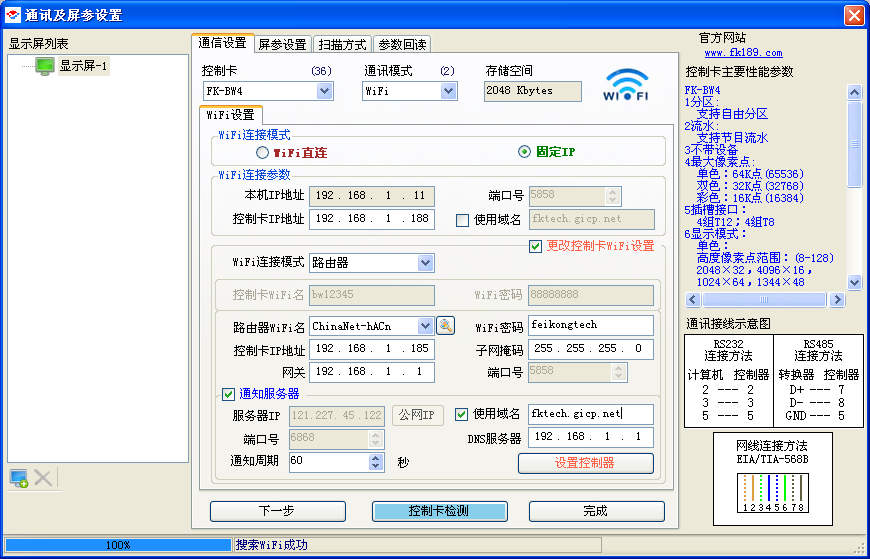 通讯及屏参设置
显示屏列表
显示屏-1
通信设置 屏参设置 扫描方式 参数回读
控制卡 (36) 通讯模式 (2) 存储空间
FK-BW4 WiFi 2048 Kbytes
WI FI
WiFi设置
WiFi连接模式
WiFi直连 固定IP
WiFi连接参数
本机IP地址 192 . 168 . 1 . 11 端口号 5858
控制卡IP地址 192 . 168 . 1 . 188 使用域名 fktech.gicp.net
更改控制卡WiFi设置
WiFi连接模式 路由器
控制卡WiFi名 bw12345 WiFi密码 88888888
路由器WiFi名 ChinaNet-hACn WiFi密码 feikongtech
控制卡IP地址 192 . 168 . 1 . 185 子网掩码 255 . 255 . 255 . 0
网关 192 . 168 . 1 . 1 端口号 5858
通知服务器
服务器IP 121.227. 45.122 公网IP 使用域名 fktech.gicp.net
端口号 6868 DNS服务器 192 . 168 . 1 . 1
通知周期 60 秒 设置控制器
下一步 控制卡检测 完成
官方网站
www.fk189.com
控制卡主要性能参数
FK-BW4
1分区:
支持自由分区
2流水:
支持节目流水
3不带设备
4最大像素点:
单色：64K点(65536)
双色：32K点(32768)
彩色：16K点(16384)
5插槽接口：
4组T12；4组T8
6显示模式：
单色：
高度像素点范围：(8-128)
2048×32，4096×16，
1024×64，1344×48
通讯接线示意图
RS232 RS485
连接方法 连接方法
计算机 控制器 转换器 控制器
2 --- 2 D+ --- 7
3 --- 3 D- --- 8
5 --- 5 GND --- 5
网线连接方法
EIA/TIA-568B
1 2 3 4 5 6 7 8
100% 搜索WiFi成功